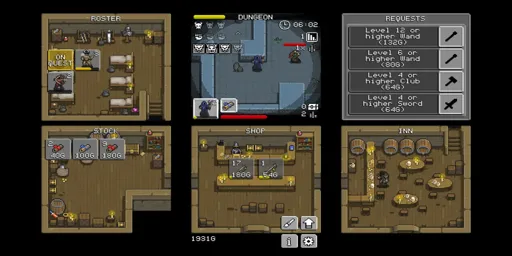 ROSTER
ON
QUEST
DUNGEON
06:02
REQUESTS
Level 12 or
higher Wand
(132G)
Level 6 or
higher Wand
(88G)
Level 4 or
higher Club
(64G)
Level 4 or
higher Sword
(64G)
STOCK
40G
100G
180G
SHOP
180G
64G
1931G
INN